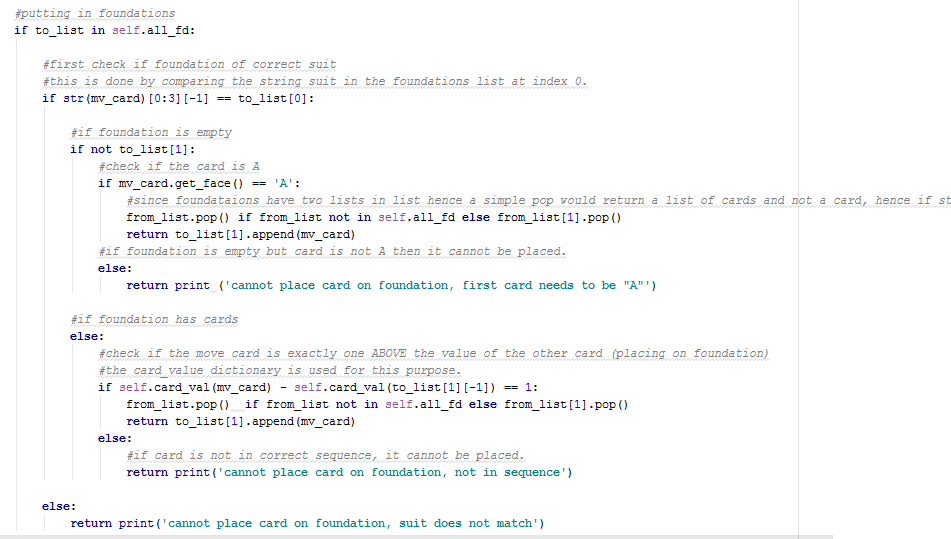 #putting in foundations
if to_list in self.all_fd:
#first check if foundation of correct suit
#this is done by comparing the string suit in the foundations list at index 0.
if str(mv_card)[0:3][-1] == to_list[0]:
#if foundation is empty
if not to_list[1]:
#check if the card is A
if mv_card.get_face() == 'A':
#since foundataions have two lists in list hence a simple pop would return a list of cards and not a card, hence if st
from_list.pop() if from_list not in self.all_fd else from_list[1].pop()
return to_list[1].append(mv_card)
#if foundation is empty but card is not A then it cannot be placed.
else:
return print ('cannot place card on foundation, first card needs to be "A"')
#if foundation has cards
else:
#check if the move card is exactly one ABOVE the value of the other card (placing on foundation)
#the card_value dictionary is used for this purpose.
if self.card_val(mv_card) - self.card_val(to_list[1][-1]) == 1:
from_list.pop()  if from_list not in self.all_fd else from_list[1].pop()
return to_list[1].append(mv_card)
else:
#if card is not in correct sequence, it cannot be placed.
return print('cannot place card on foundation, not in sequence')
else:
return print('cannot place card on foundation, suit does not match')